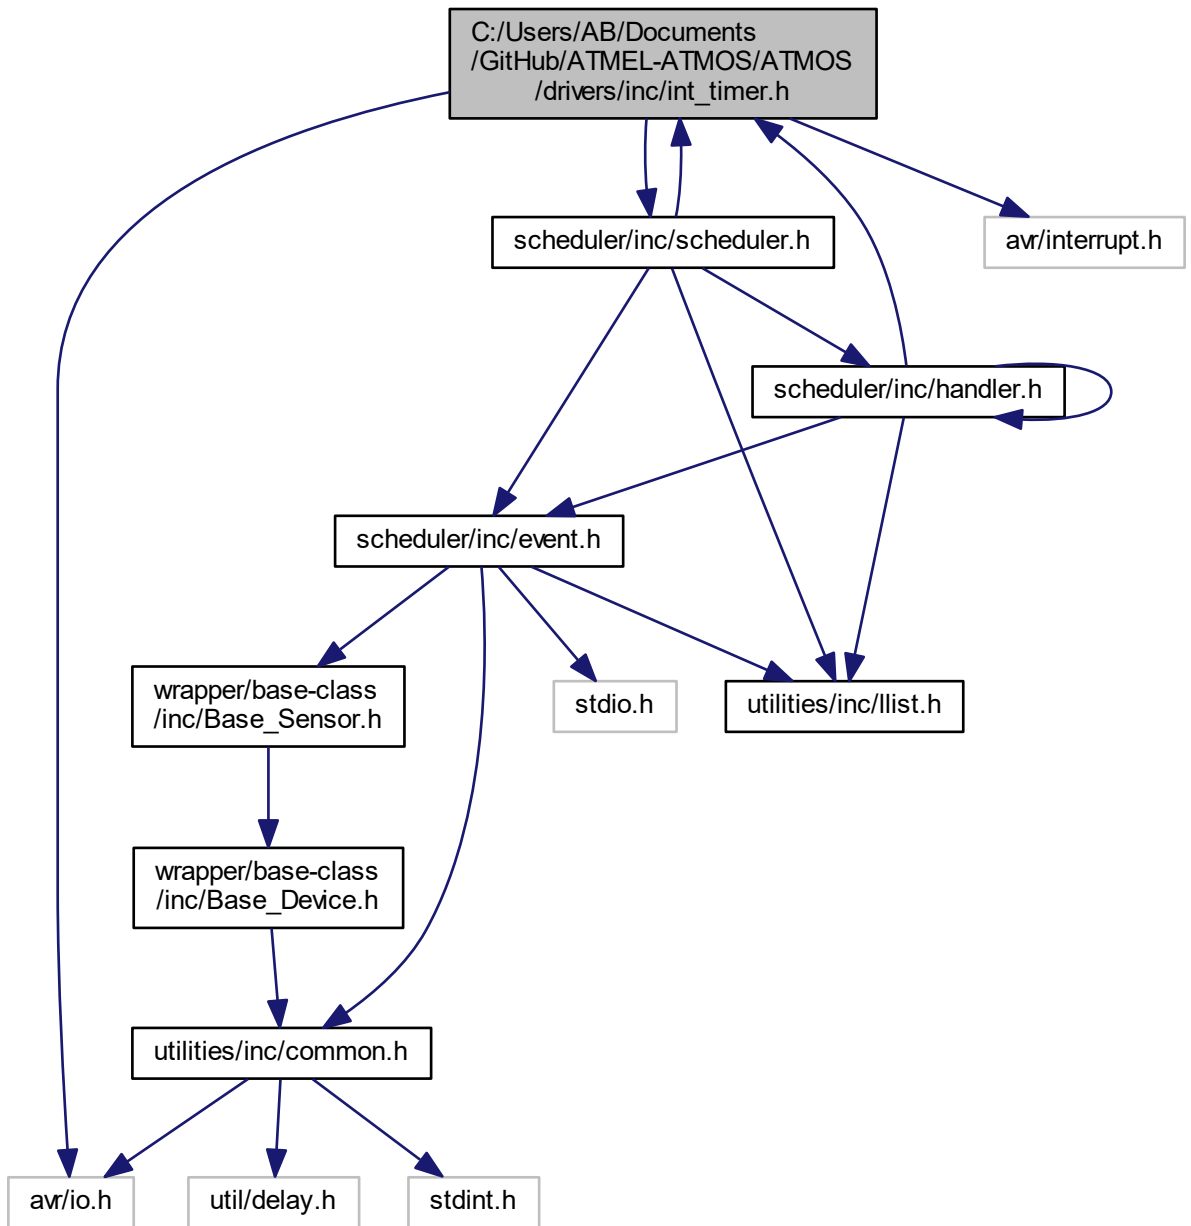 C:/Users/AB/Documents
/GitHub/ATMEL-ATMOS/ATMOS
/drivers/inc/int_timer.h
scheduler/inc/scheduler.h
avr/interrupt.h
scheduler/inc/handler.h
scheduler/inc/event.h
wrapper/base-class
/inc/Base_Sensor.h
stdio.h
utilities/inc/llist.h
wrapper/base-class
/inc/Base_Device.h
utilities/inc/common.h
avr/io.h
util/delay.h
stdint.h